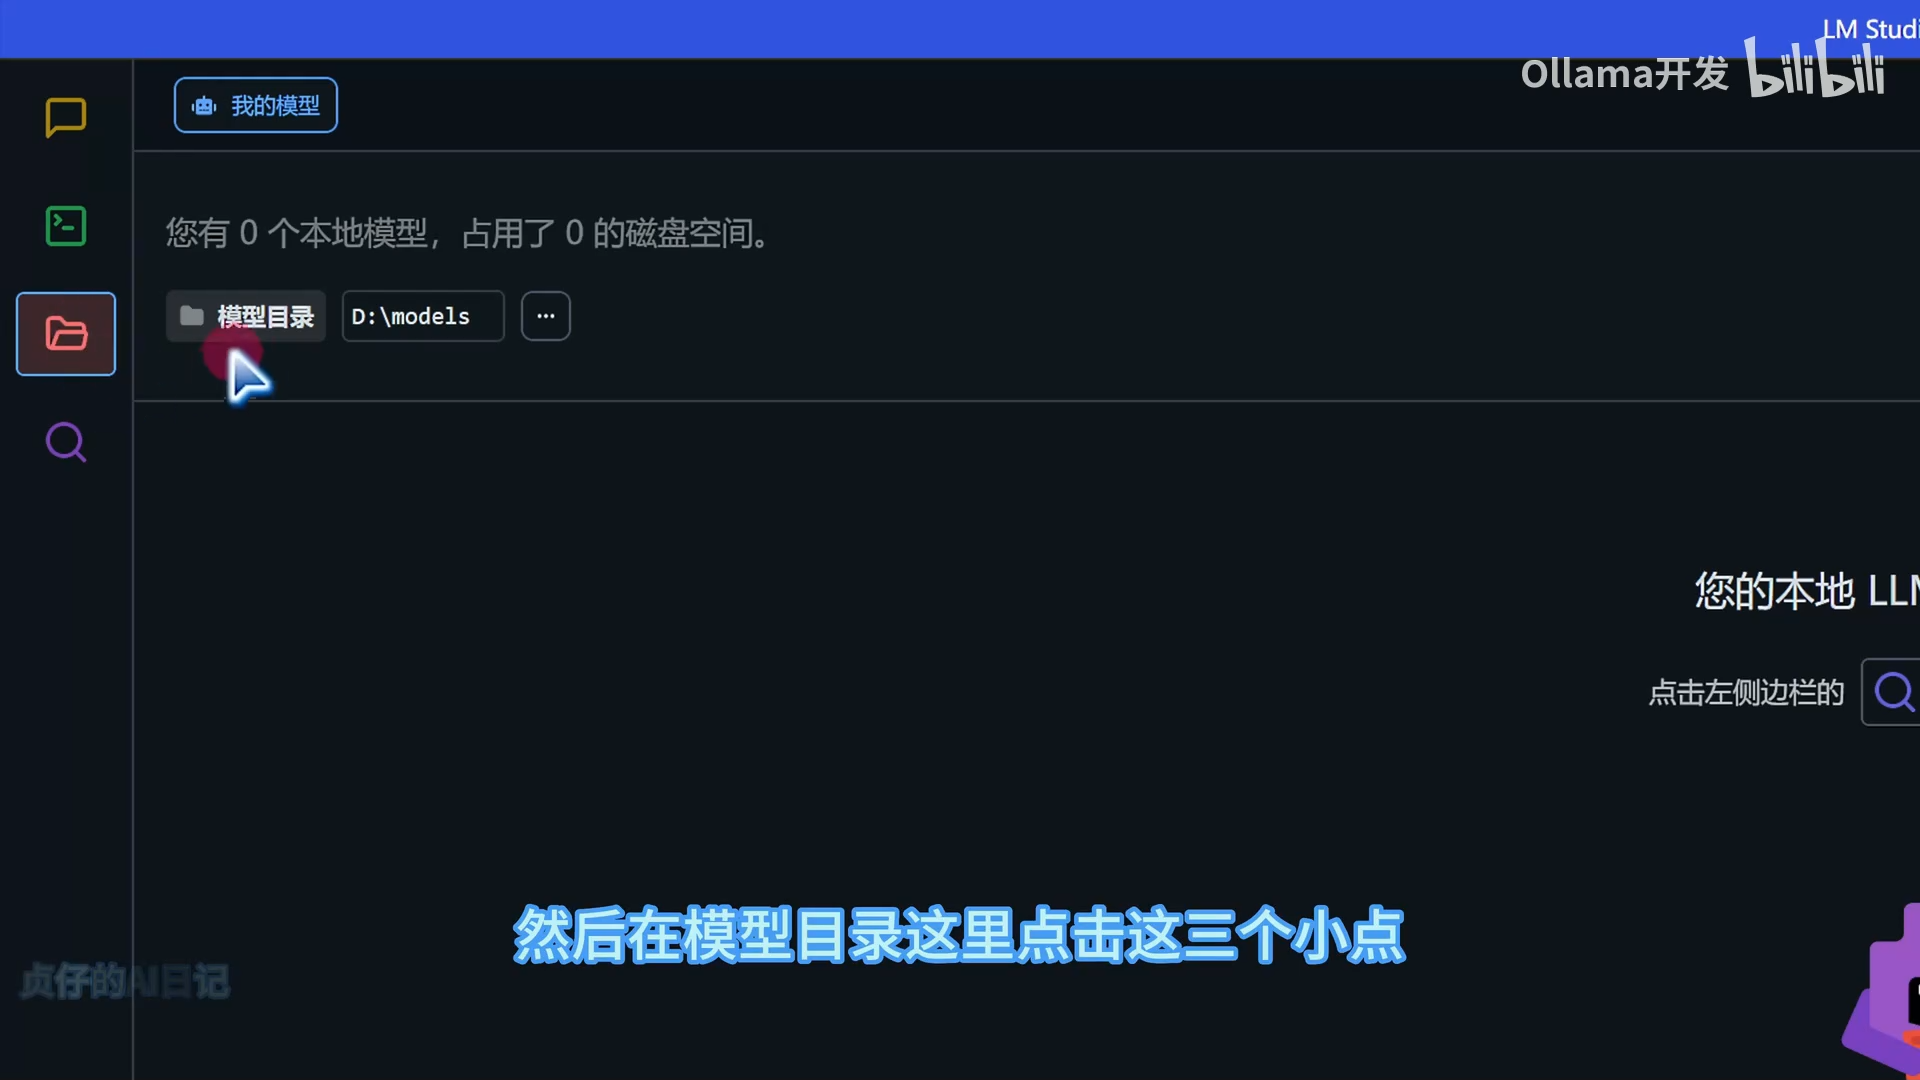 LM Studi
Ollama开发 bilibili
我的模型
您有 0 个本地模型，占用了 0 的磁盘空间。
模型目录 D:\models ...
您的本地 LLM
点击左侧边栏的
然后在模型目录这里点击这三个小点
贞仔的AI日记